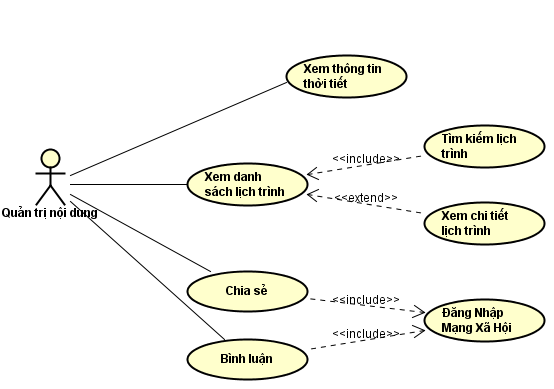 Xem thông tin
thời tiết
Tìm kiếm lịch
trình
<<include>>
Xem danh
sách lịch trình
<<extend>>
Quản trị nội dung
Xem chi tiết
lịch trình
Chia sẻ
<<include>>
Đăng Nhập
Mạng Xã Hội
<<include>>
Bình luận